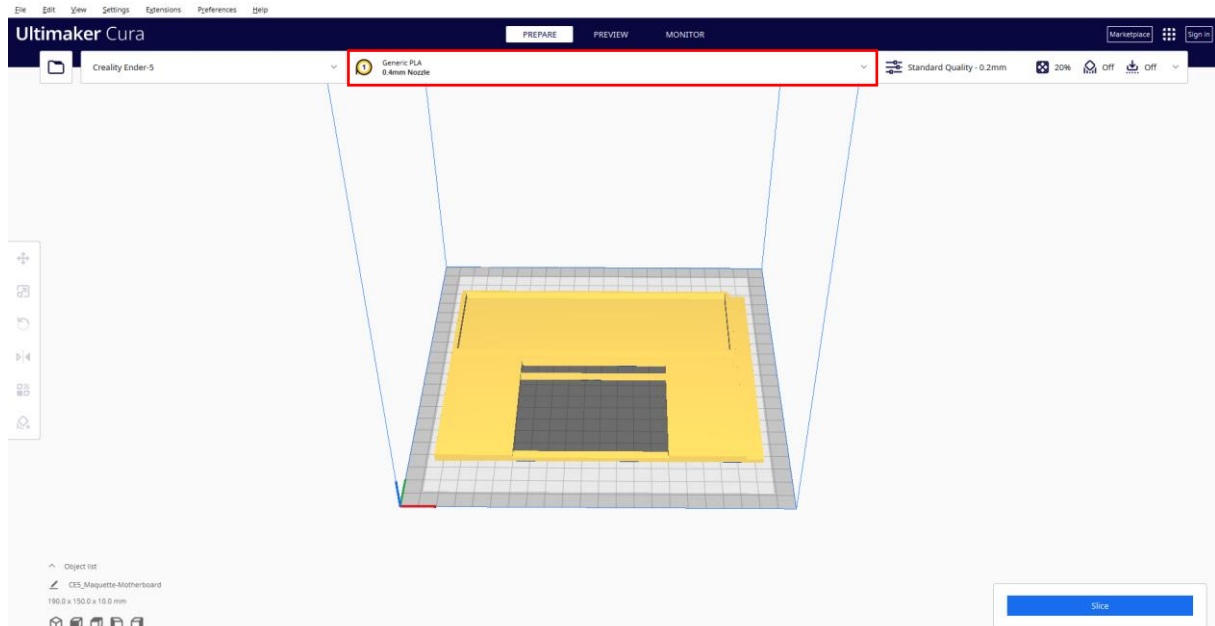 File Edit View Settings Extensions Preferences Help
Ultimaker Cura PREPARE PREVIEW MONITOR Marketplace Sign in
Creality Ender-5
1 Generic PLA
0.4mm Nozzle
Standard Quality - 0.2mm 20% Off Off
Object list
CE5_Maquette-Motherboard
190.0 x 150.0 x 10.0 mm
Slice